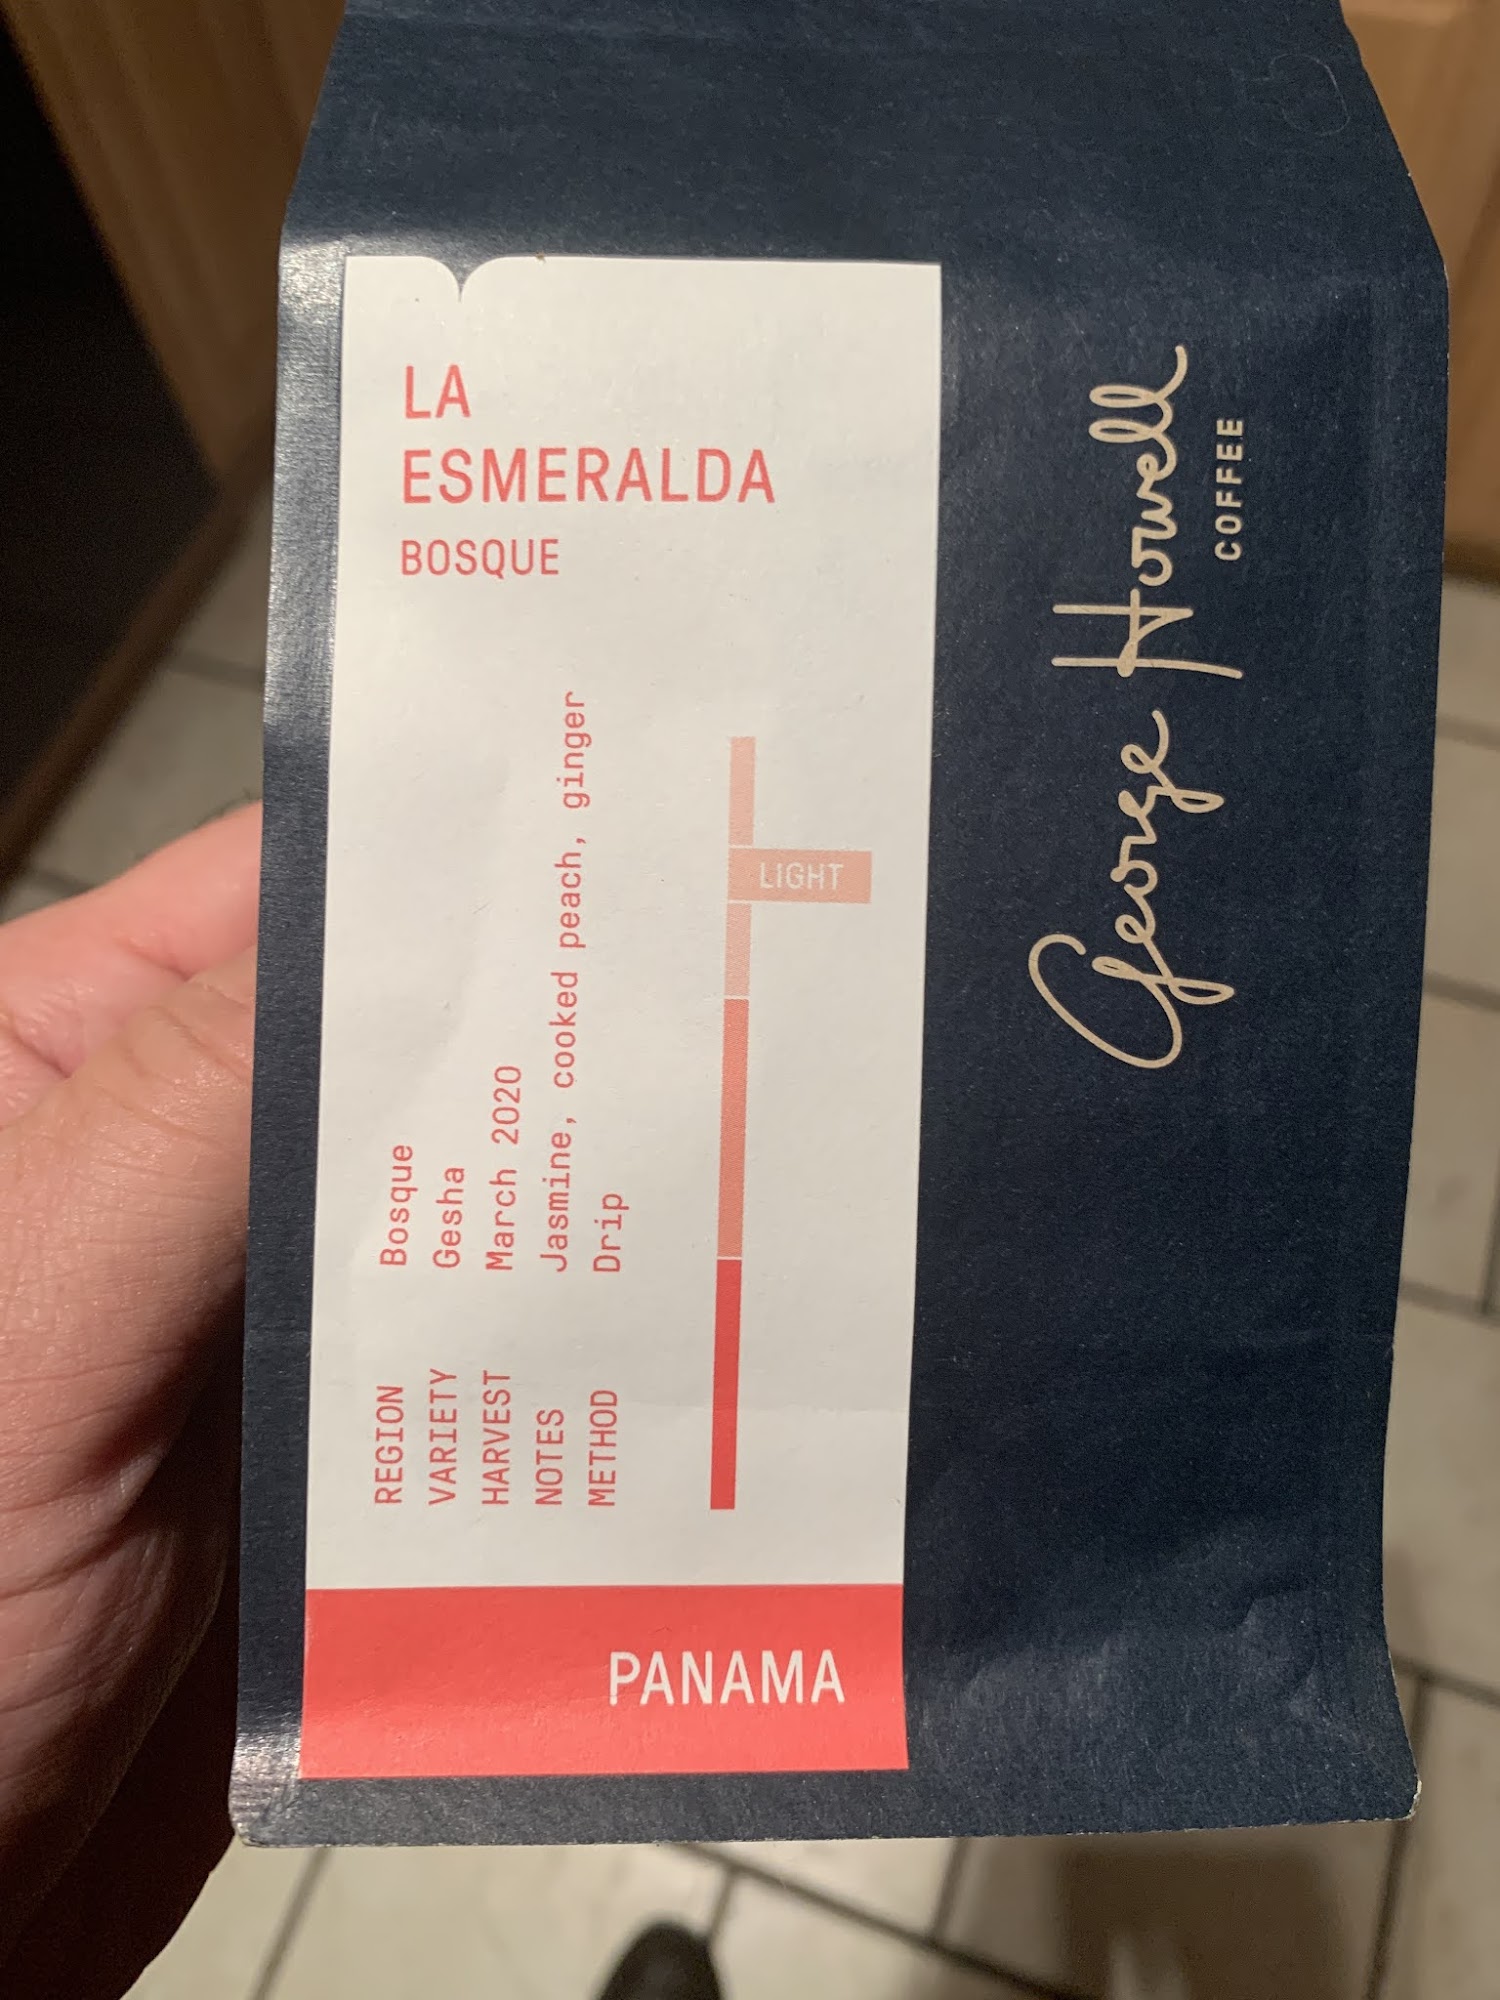 LA
ESMERALDA
BOSQUE
REGION Bosque
VARIETY Gesha
HARVEST March 2020
NOTES Jasmine, cooked peach, ginger
METHOD Drip
LIGHT
PANAMA
George Howell
COFFEE